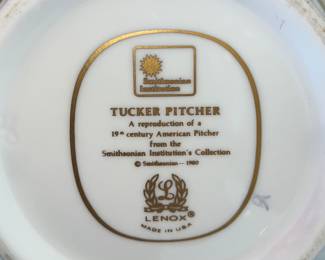 Smithsonian
Institution
TUCKER PITCHER
A reproduction of a
19th century American Pitcher
from the
Smithsonian Institution's Collection
© Smithsonian – 1980
L
LENOX®
MADE IN U.S.A.